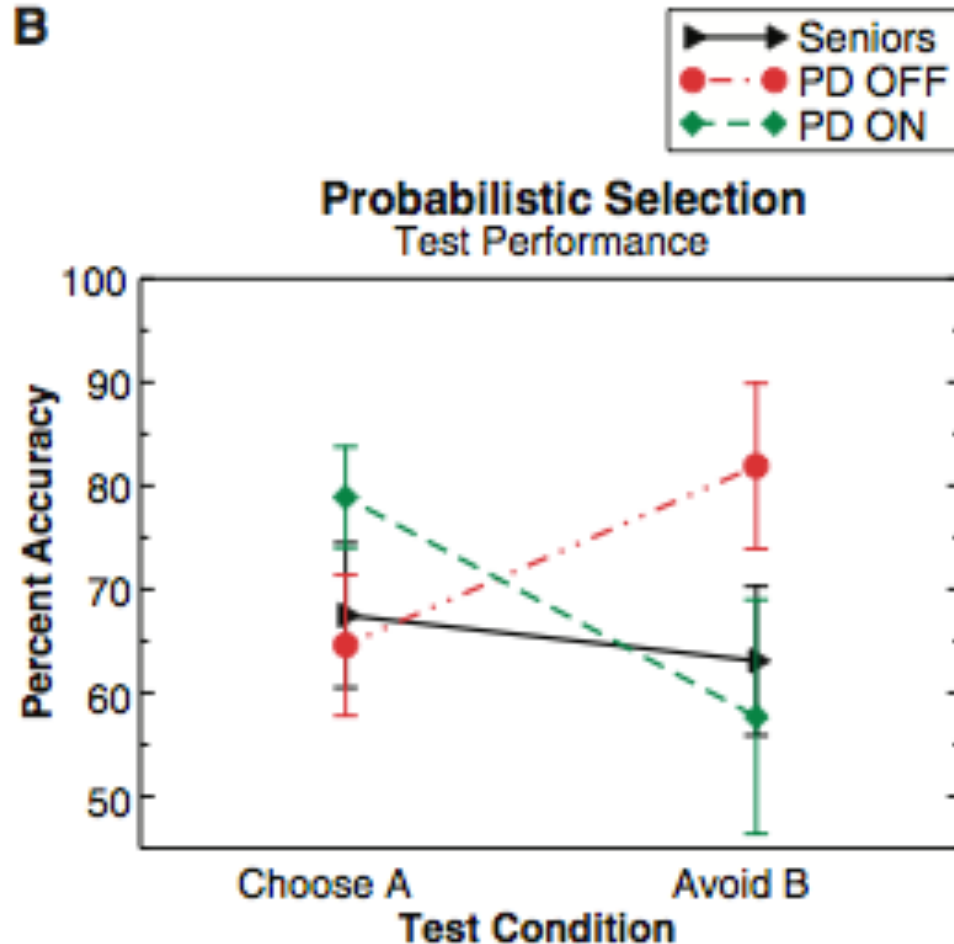 B
Seniors
PD OFF
PD ON
Probabilistic Selection
Test Performance
100
90
80
70
60
50
Percent Accuracy
Choose A
Avoid B
Test Condition